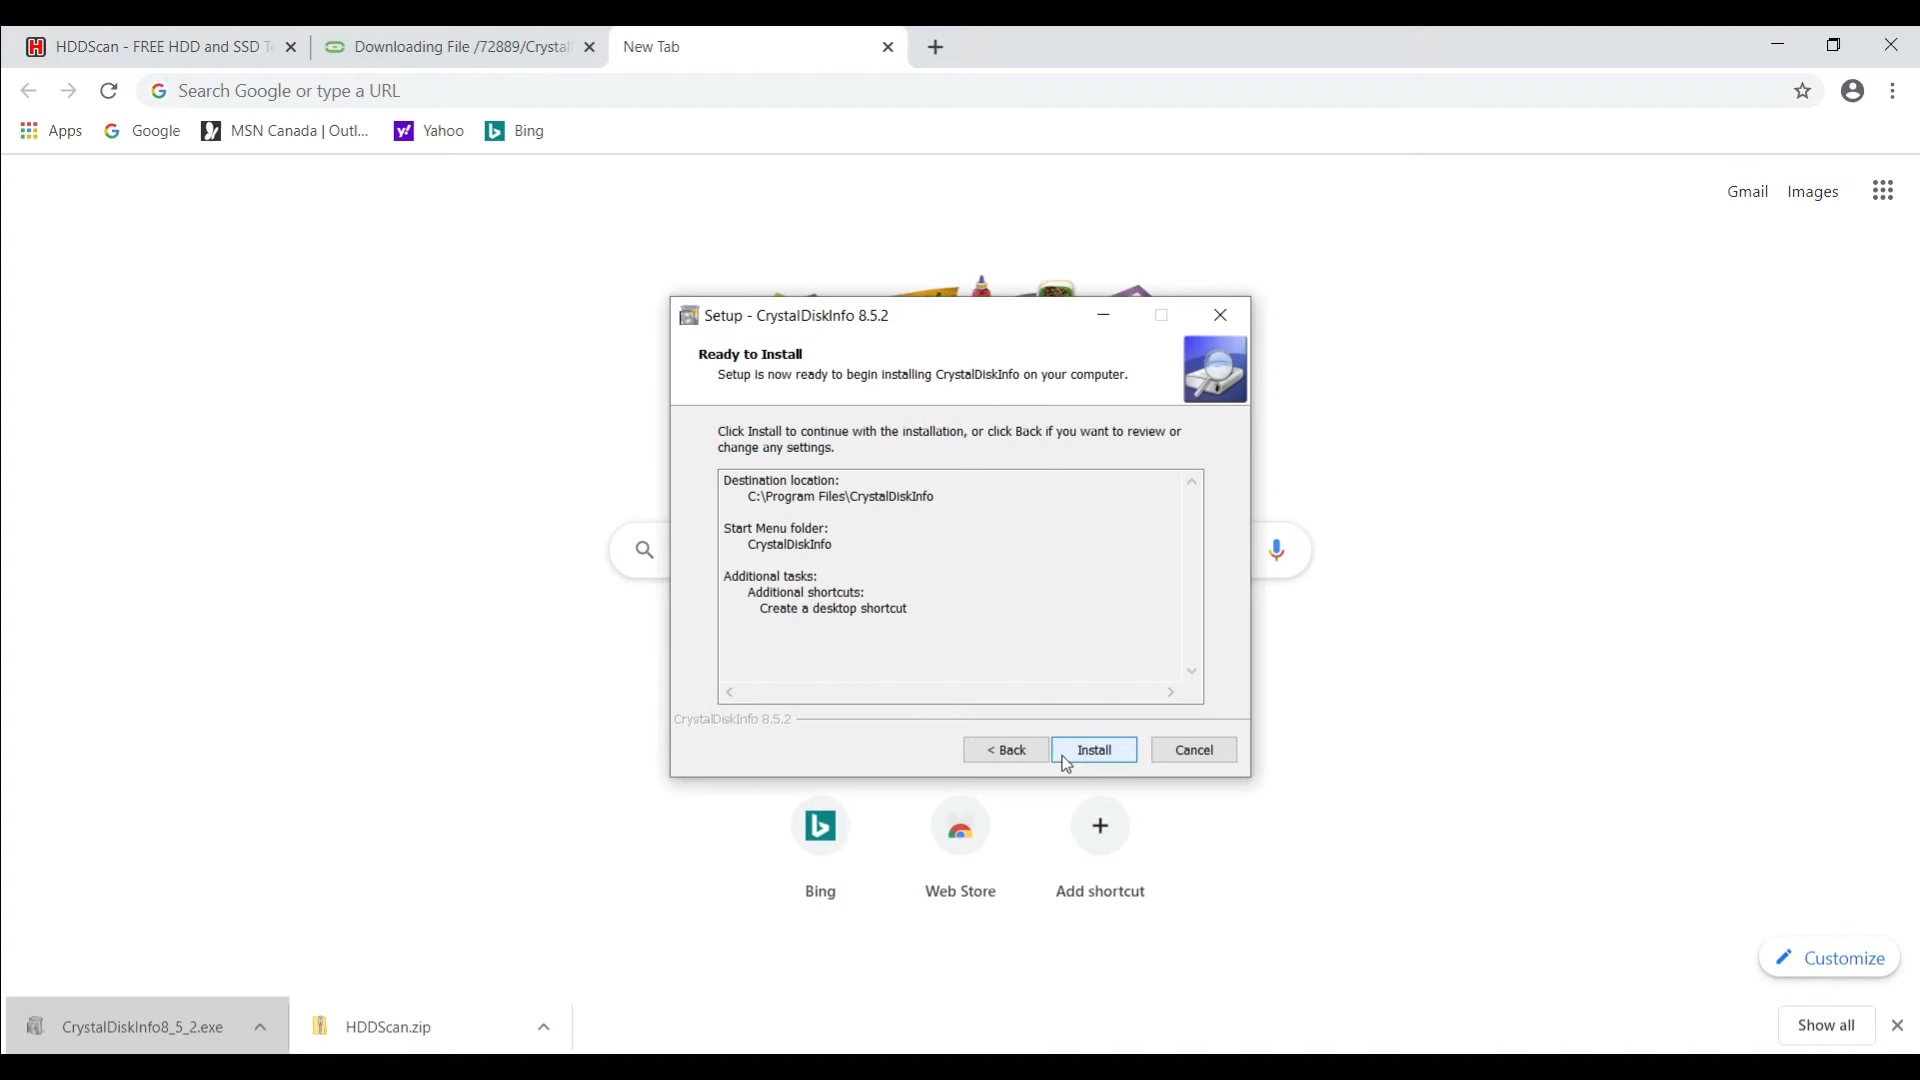 HDDScan - FREE HDD and SSD Te
Downloading File /72889/Crystal
New Tab
Search Google or type a URL
Apps
Google
MSN Canada | Outl...
Yahoo
Bing
Gmail
Images
Setup - CrystalDiskInfo 8.5.2
Ready to Install
Setup is now ready to begin installing CrystalDiskInfo on your computer.
Click Install to continue with the installation, or click Back if you want to review or
change any settings.
Destination location:
C:\Program Files\CrystalDiskInfo
Start Menu folder:
CrystalDiskInfo
Additional tasks:
Additional shortcuts:
Create a desktop shortcut
CrystalDiskInfo 8.5.2
< Back
Install
Cancel
Bing
Web Store
Add shortcut
Customize
CrystalDiskInfo8_5_2.exe
HDDScan.zip
Show all